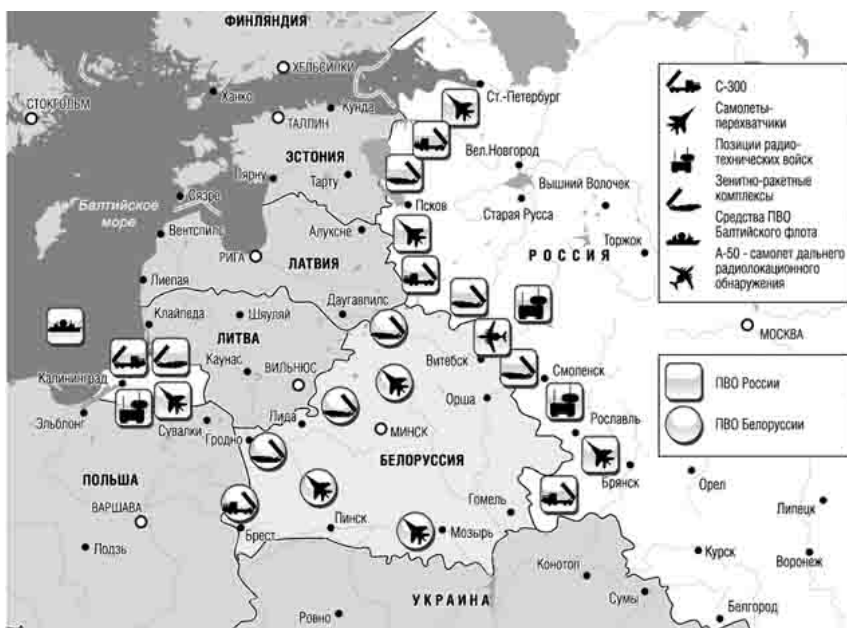 ФИНЛЯНДИЯ
ХЕЛЬСИНКИ
СТОКГОЛЬМ
Ханко
Кунда
Ст.-Петербург
ТАЛЛИН
ЭСТОНИЯ
Вел.Новгород
Пярну
Тарту
Вышний Волочек
Сязре
Псков
Старая Русса
Балтийское
море
Вентспилс
Алуксне
Торжок
РИГА
ЛАТВИЯ
РОССИЯ
Лиепая
Даугавпилс
Клайпеда
Шяуляй
МОСКВА
ЛИТВА
Каунас
ВИЛЬНЮС
Витебск
Калининград
Смоленск
Орша
Эльблонг
Сувалки
Лида
МИНСК
Рославль
Гродно
БЕЛОРУССИЯ
ПОЛЬША
Брянск
Орел
ВАРШАВА
Гомель
Липецк
Брест
Пинск
Мозырь
Лодзь
Курск
Воронеж
Конотоп
УКРАИНА
Ровно
Сумы
Белгород
С-300
Самолеты-
перехватчики
Позиции радио-
технических войск
Зенитно-ракетные
комплексы
Средства ПВО
Балтийского флота
А-50 - самолет дальнего
радиолокационного
обнаружения
ПВО России
ПВО Белоруссии